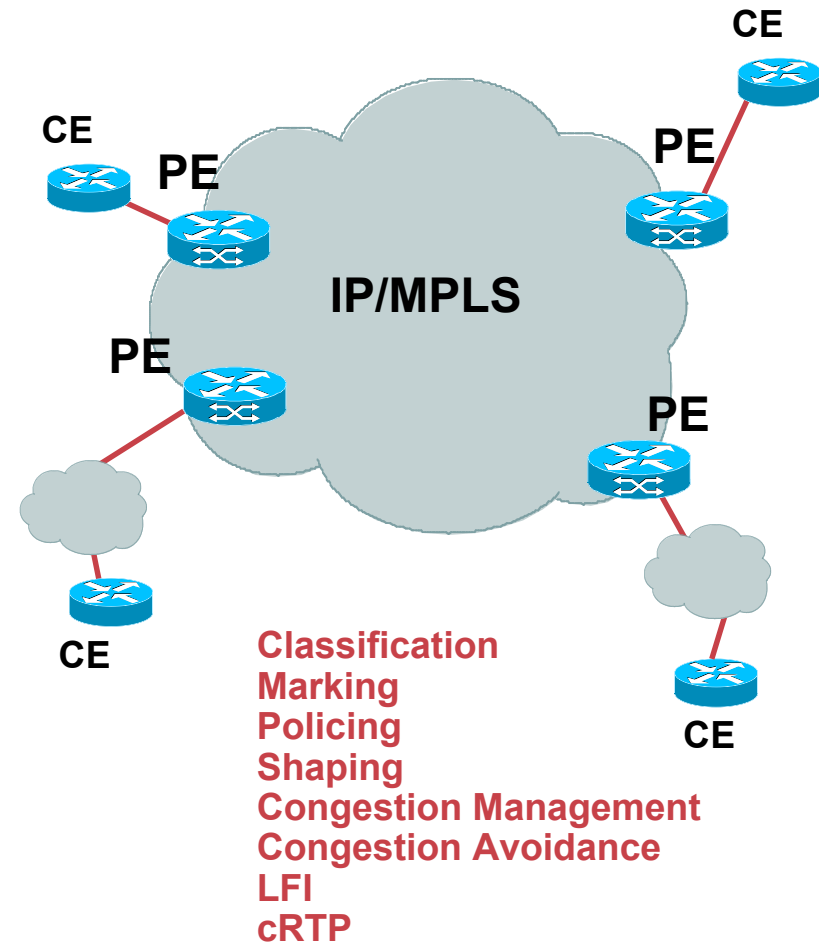 CE
CE
PE
PE
IP/MPLS
PE
PE
CE
CE
Classification
Marking
Policing
Shaping
Congestion Management
Congestion Avoidance
LFI
cRTP